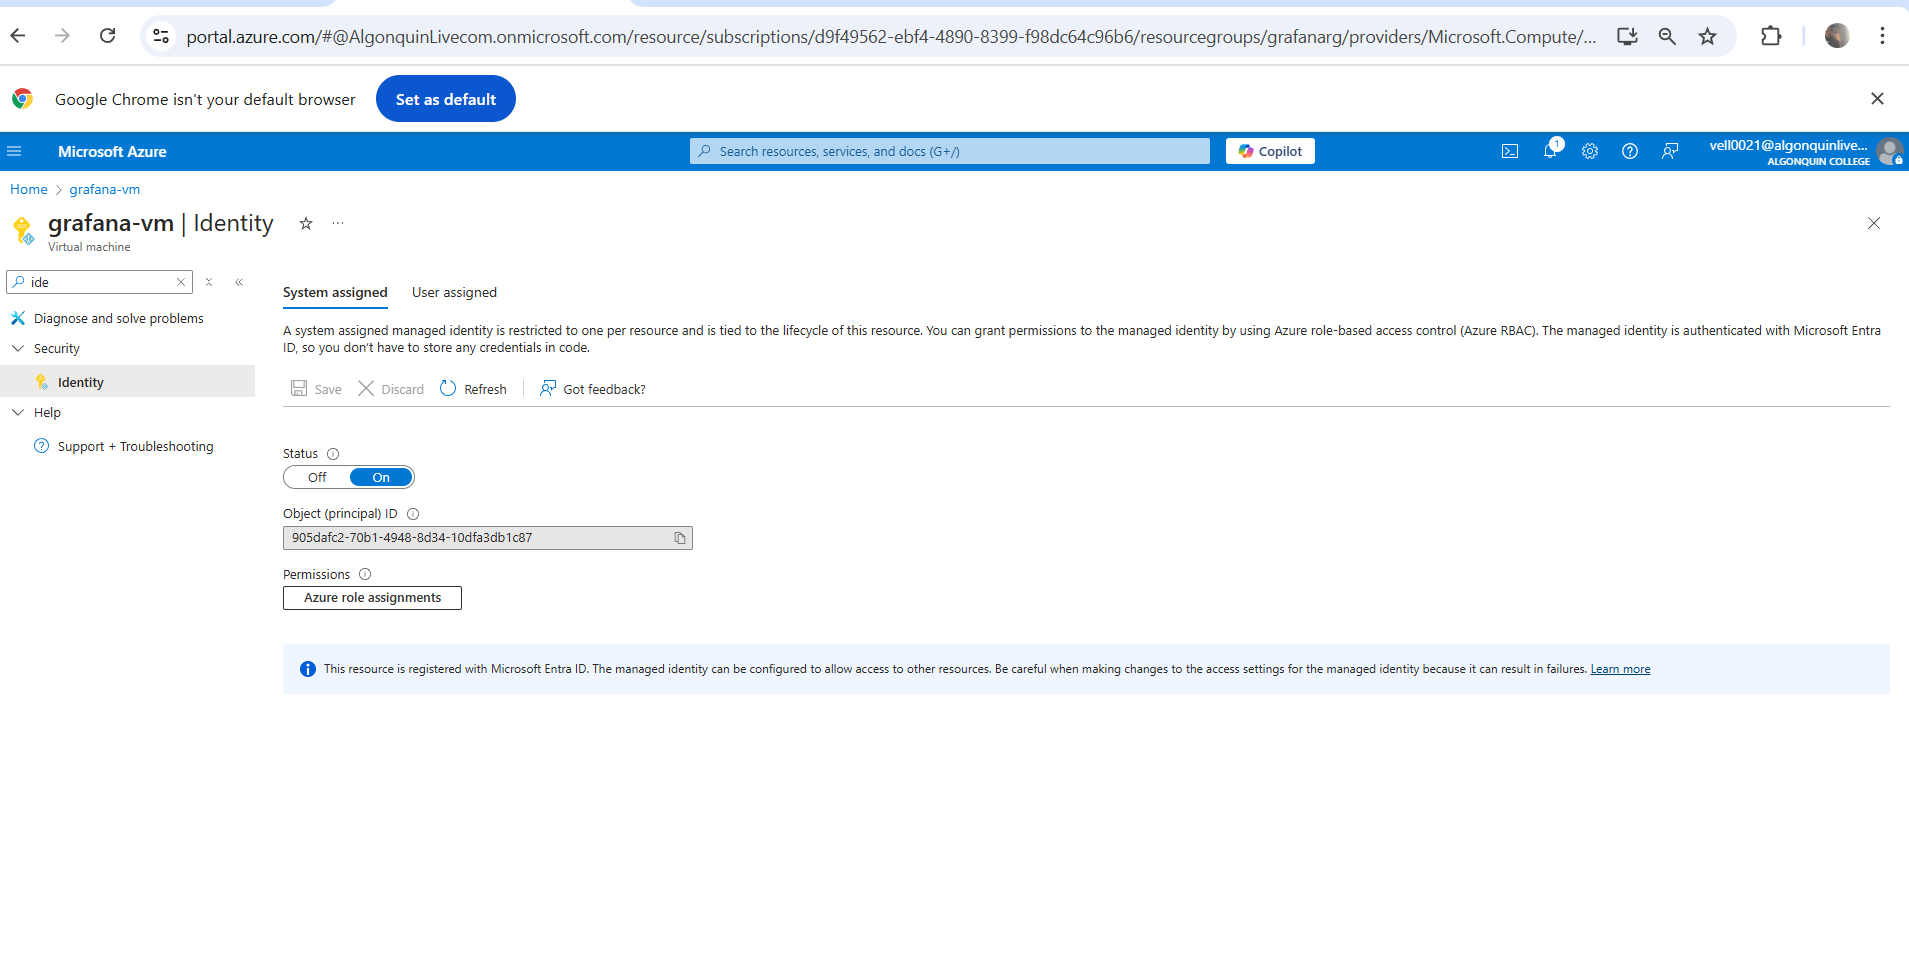 portal.azure.com/#@AlgonquinLivecom.onmicrosoft.com/resource/subscriptions/d9f49562-ebf4-4890-8399-f98dc64c96b6/resourcegroups/grafanarg/providers/Microsoft.Compute/...
Google Chrome isn't your default browser
Set as default
Microsoft Azure
Search resources, services, and docs (G+/)
Copilot
1
vell0021@algonquinlive...
ALGONQUIN COLLEGE
Home > grafana-vm
grafana-vm | Identity
Virtual machine
ide
Diagnose and solve problems
Security
Identity
Help
Support + Troubleshooting
System assigned
User assigned
A system assigned managed identity is restricted to one per resource and is tied to the lifecycle of this resource. You can grant permissions to the managed identity by using Azure role-based access control (Azure RBAC). The managed identity is authenticated with Microsoft Entra
ID, so you don't have to store any credentials in code.
Save
Discard
Refresh
Got feedback?
Status
Off
On
Object (principal) ID
905dafc2-70b1-4948-8d34-10dfa3db1c87
Permissions
Azure role assignments
This resource is registered with Microsoft Entra ID. The managed identity can be configured to allow access to other resources. Be careful when making changes to the access settings for the managed identity because it can result in failures. Learn more